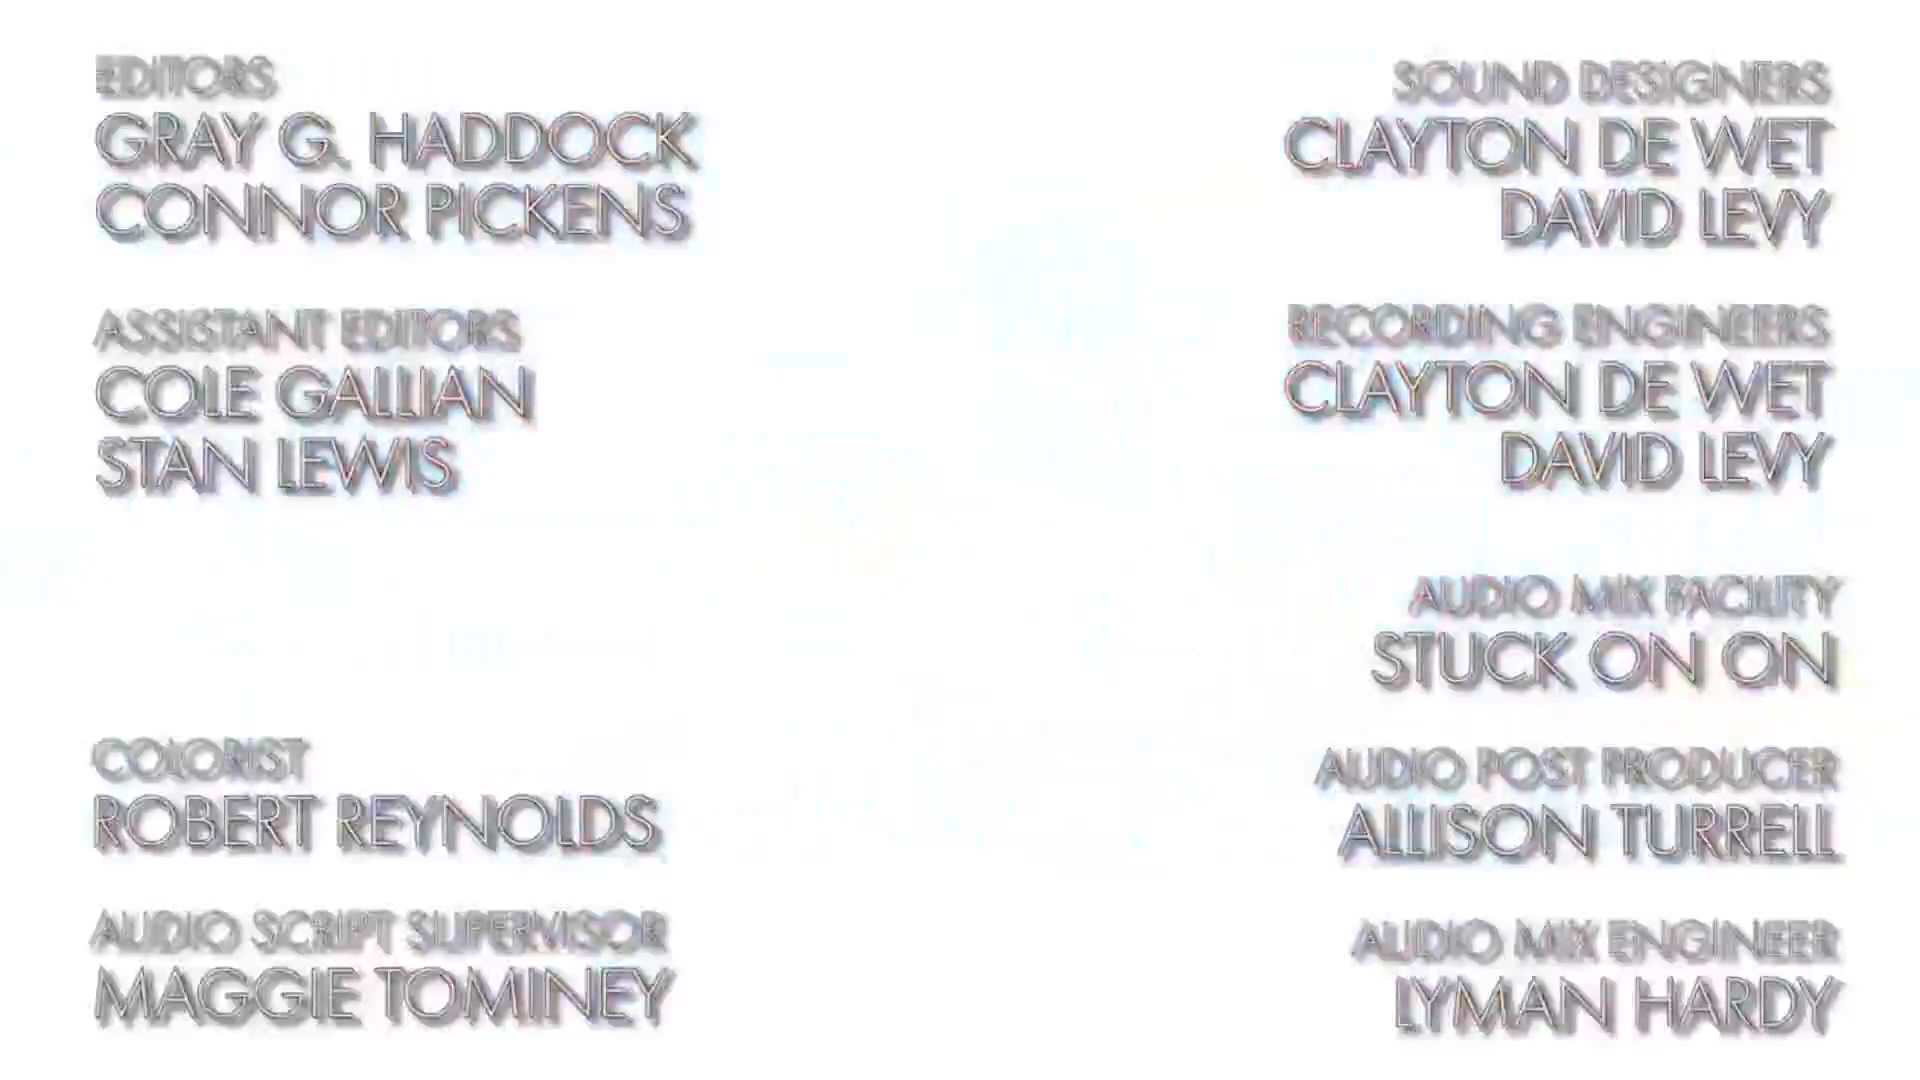 EDITORS
GRAY G. HADDOCK
CONNOR PICKENS
ASSISTANT EDITORS
COLE GALLIAN
STAN LEWIS
COLORIST
ROBERT REYNOLDS
AUDIO SCRIPT SUPERVISOR
MAGGIE TOMINEY
SOUND DESIGNERS
CLAYTON DE WET
DAVID LEVY
RECORDING ENGINEERS
CLAYTON DE WET
DAVID LEVY
AUDIO MIX FACILITY
STUCK ON ON
AUDIO POST PRODUCER
ALLISON TURRELL
AUDIO MIX ENGINEER
LYMAN HARDY